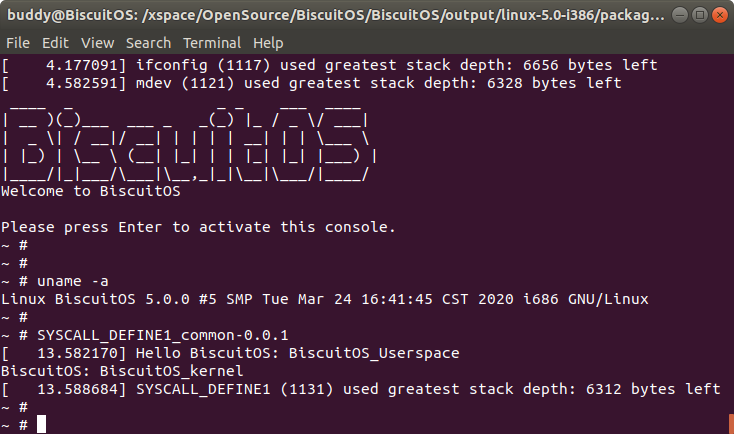 buddy@BiscuitOS: /xspace/OpenSource/BiscuitOS/BiscuitOS/output/linux-5.0-i386/packag...
File Edit View Search Terminal Help
[    4.177091] ifconfig (1117) used greatest stack depth: 6656 bytes left
[    4.582591] mdev (1121) used greatest stack depth: 6328 bytes left
BiscuitOS
Welcome to BiscuitOS
Please press Enter to activate this console.
~ #
~ #
~ # uname -a
Linux BiscuitOS 5.0.0 #5 SMP Tue Mar 24 16:41:45 CST 2020 i686 GNU/Linux
~ #
~ # SYSCALL_DEFINE1_common-0.0.1
[   13.582170] Hello BiscuitOS: BiscuitOS_Userspace
BiscuitOS: BiscuitOS_kernel
[   13.588684] SYSCALL_DEFINE1 (1131) used greatest stack depth: 6312 bytes left
~ #
~ #